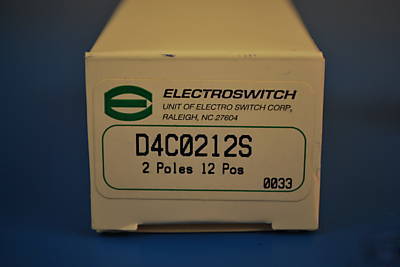 ELECTROSWITCH
UNIT OF ELECTRO SWITCH CORP,
RALEIGH, NC 27604
D4C0212S
2 Poles 12 Pos
0033